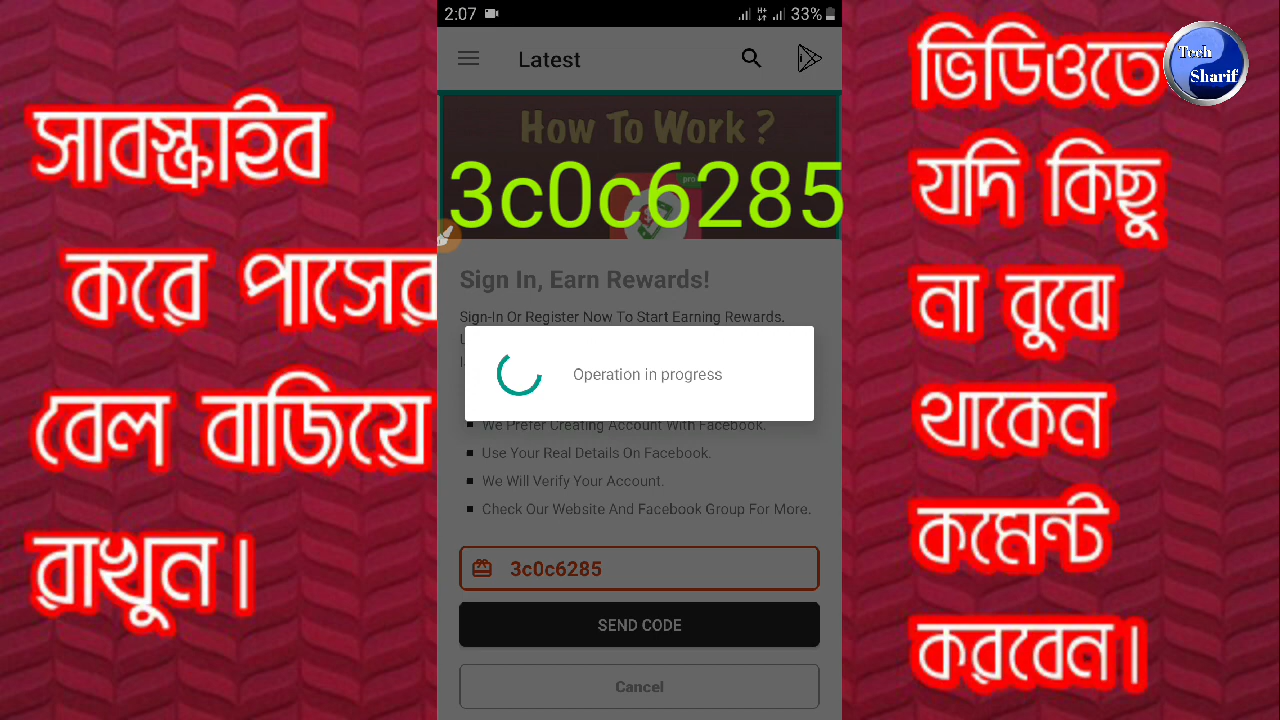 সাবস্ক্রাইব
করে পাসের
বেল বাজিয়ে
রাখুন।
2:07
H+
33%
Latest
How To Work ?
pro
3c0c6285
Sign In, Earn Rewards!
Sign-In Or Register Now To Start Earning Rewards.
Operation in progress
We Prefer Creating Account With Facebook.
Use Your Real Details On Facebook.
We Will Verify Your Account.
Check Our Website And Facebook Group For More.
3c0c6285
SEND CODE
Cancel
ভিডিওতে
যদি কিছু
না বুঝে
থাকেন
কমেন্ট
করবেন।
Tech
Sharif